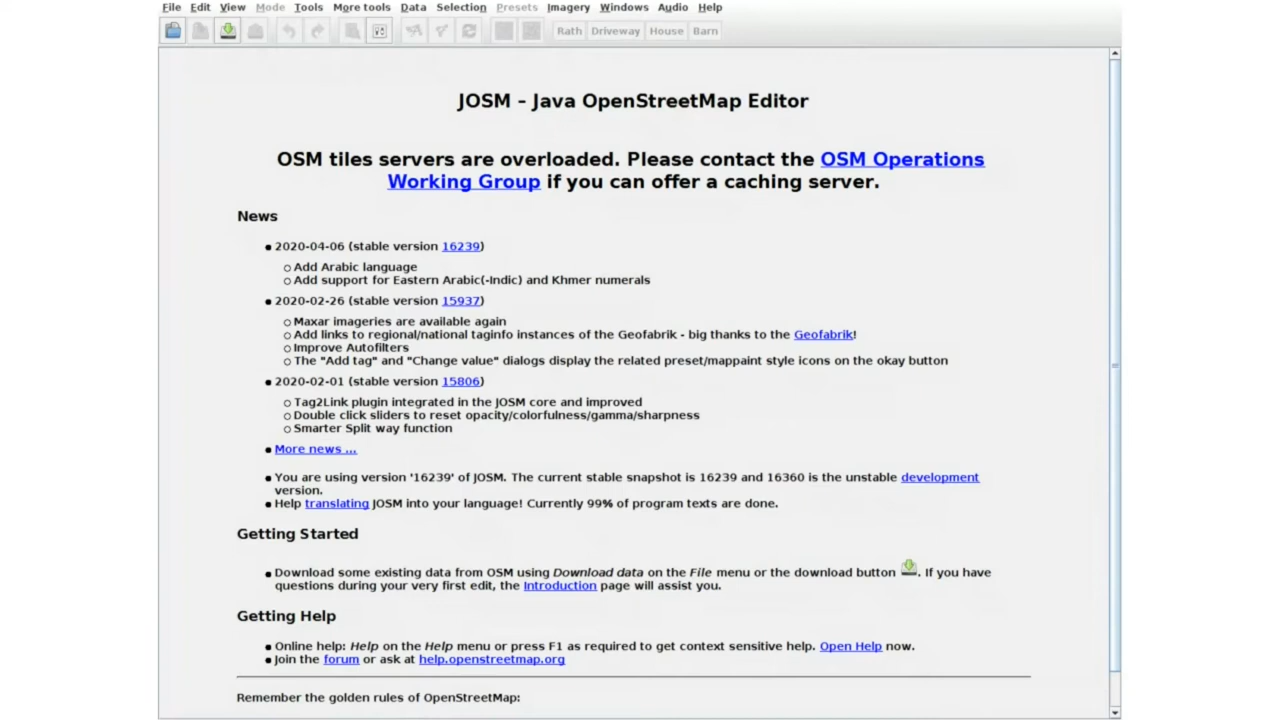 File Edit View Mode Tools More tools Data Selection Presets Imagery Windows Audio Help
Rath Driveway House Barn
JOSM – Java OpenStreetMap Editor
OSM tiles servers are overloaded. Please contact the OSM Operations
Working Group if you can offer a caching server.
News
2020-04-06 (stable version 16239)
Add Arabic language
Add support for Eastern Arabic(-Indic) and Khmer numerals
2020-02-26 (stable version 15937)
Maxar imageries are available again
Add links to regional/national taginfo instances of the Geofabrik - big thanks to the Geofabrik!
Improve Autofilters
The "Add tag" and "Change value" dialogs display the related preset/mappaint style icons on the okay button
2020-02-01 (stable version 15806)
Tag2Link plugin integrated in the JOSM core and improved
Double click sliders to reset opacity/colorfulness/gamma/sharpness
Smarter Split way function
More news ...
You are using version '16239' of JOSM. The current stable snapshot is 16239 and 16360 is the unstable development
version.
Help translating JOSM into your language! Currently 99% of program texts are done.
Getting Started
Download some existing data from OSM using Download data on the File menu or the download button . If you have
questions during your very first edit, the Introduction page will assist you.
Getting Help
Online help: Help on the Help menu or press F1 as required to get context sensitive help. Open Help now.
Join the forum or ask at help.openstreetmap.org
Remember the golden rules of OpenStreetMap: